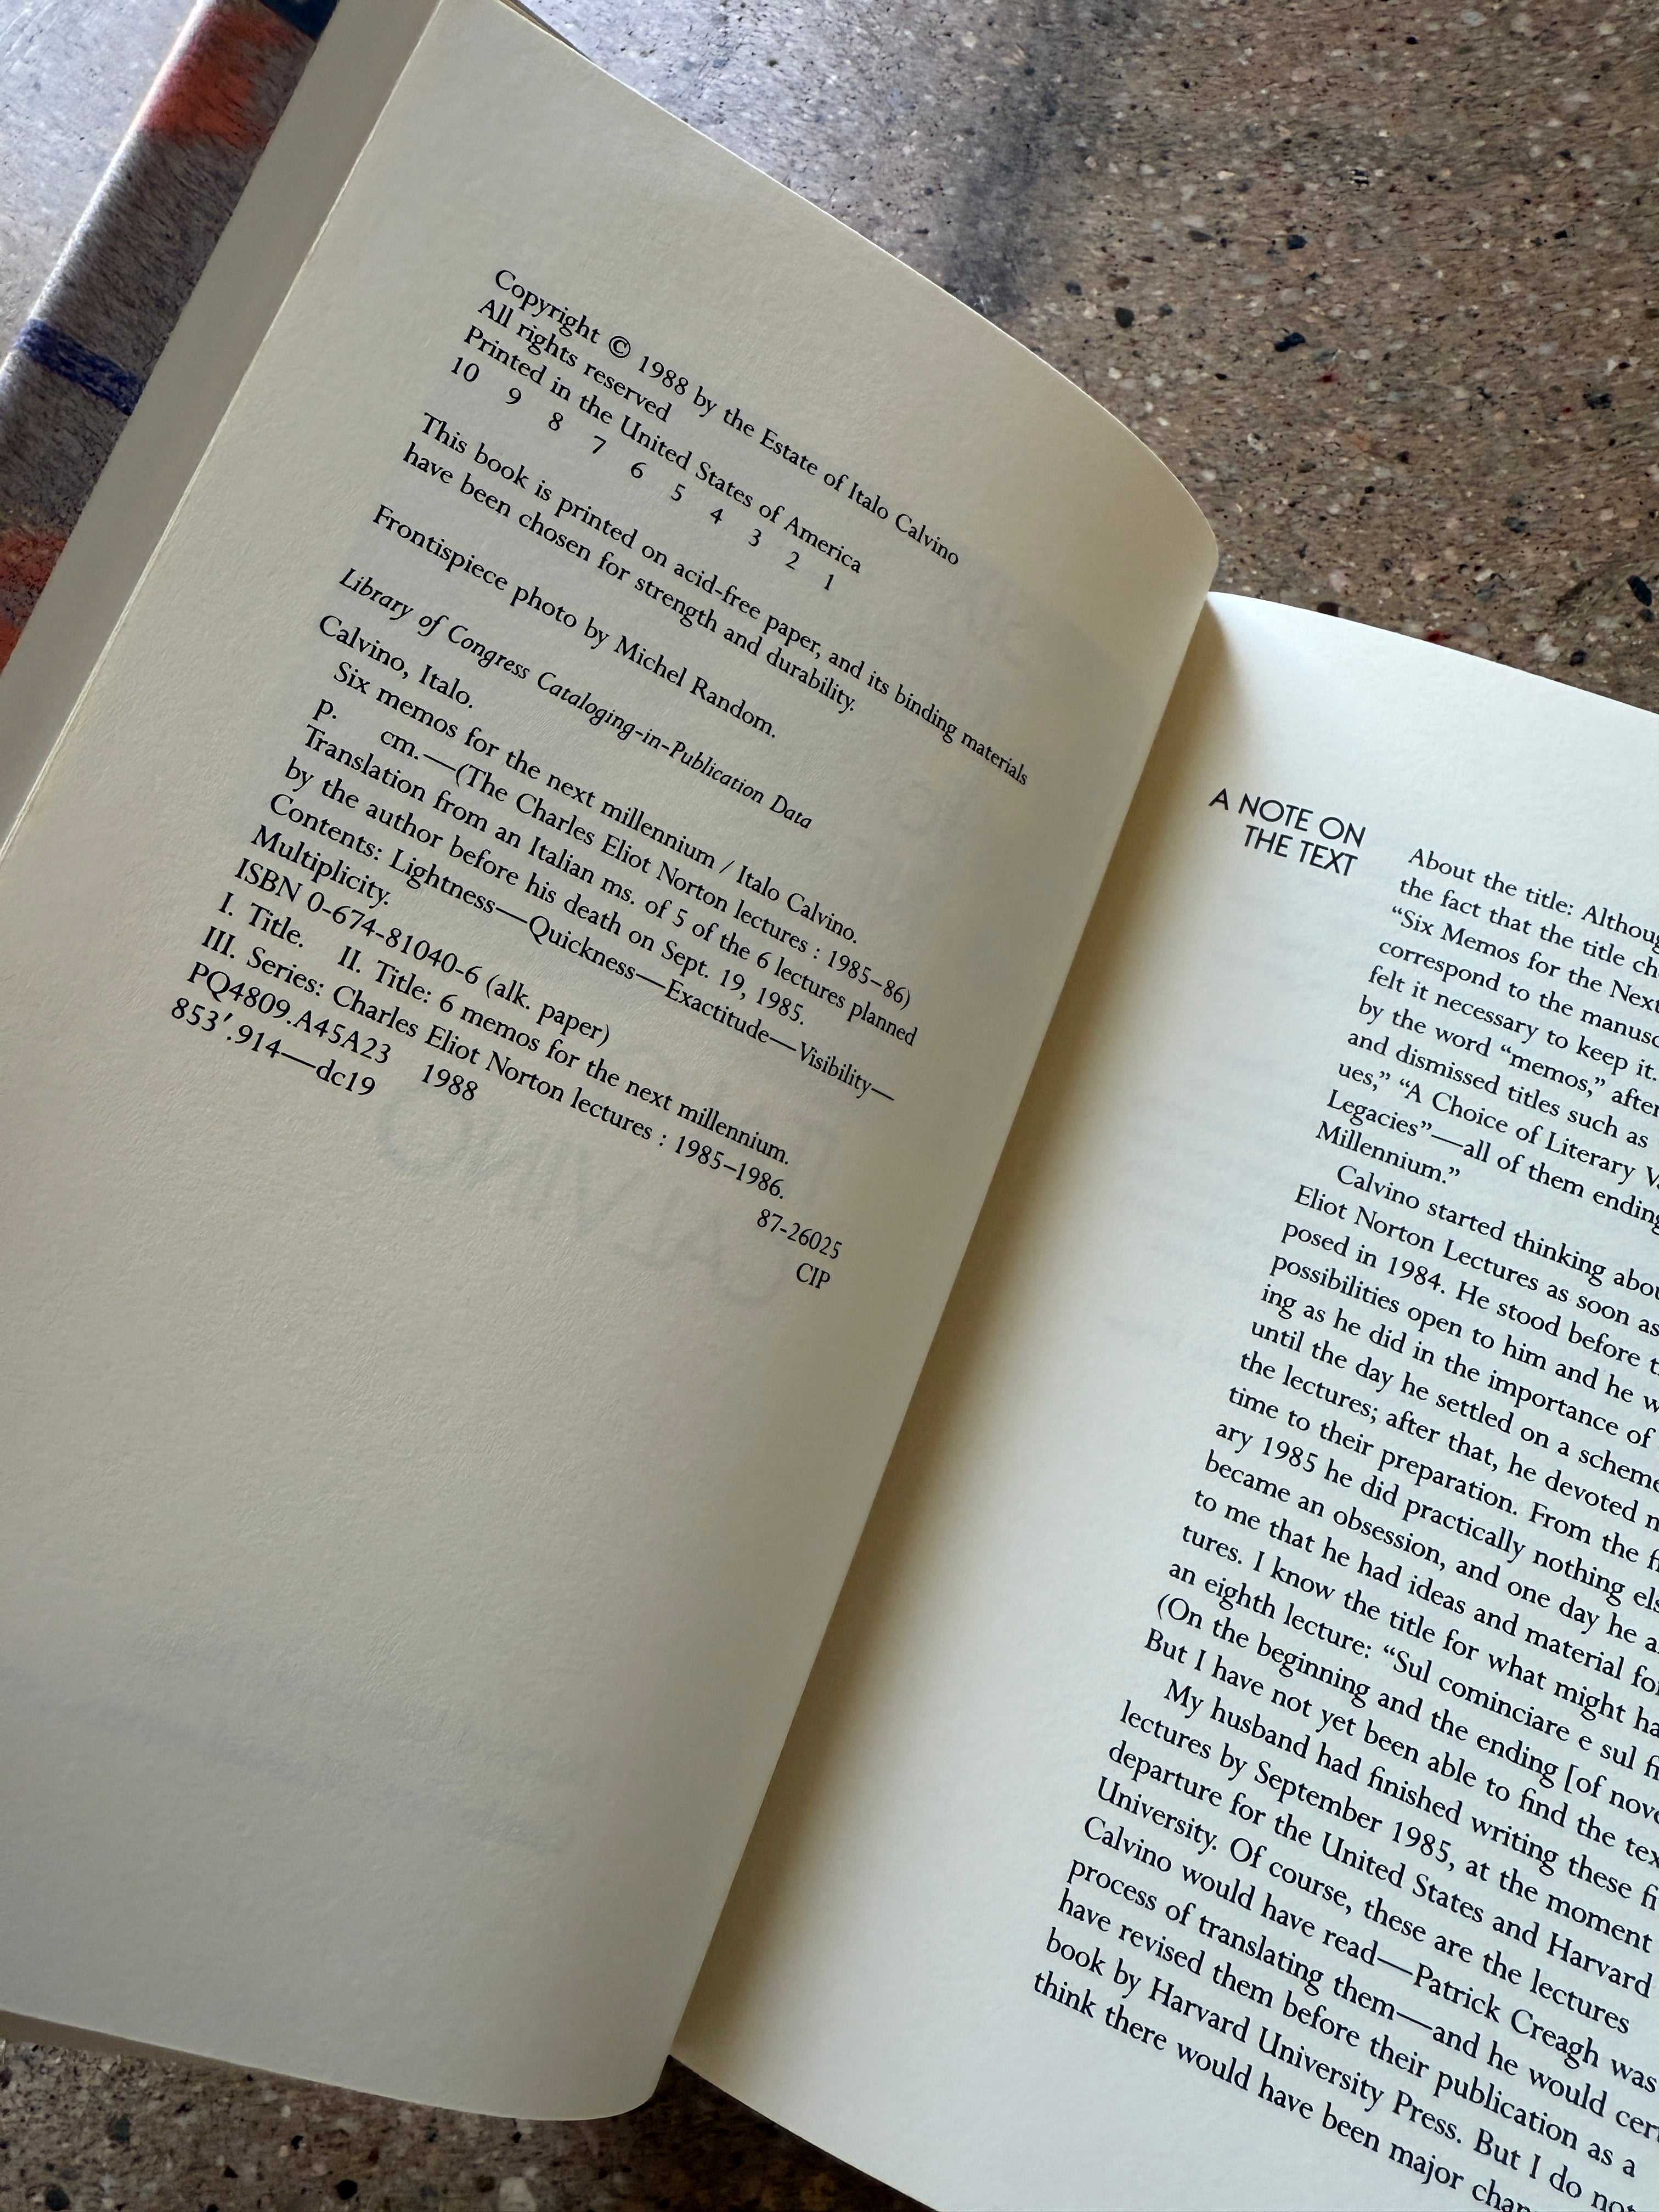 Copyright © 1988 by the Estate of Italo Calvino
All rights reserved
Printed in the United States of America
10 9 8 7 6 5 4 3 2 1
This book is printed on acid-free paper, and its binding materials
have been chosen for strength and durability.
Frontispiece photo by Michel Random.
Library of Congress Cataloging-in-Publication Data
Calvino, Italo.
Six memos for the next millennium / Italo Calvino.
p. cm.—(The Charles Eliot Norton lectures : 1985–86)
Translation from an Italian ms. of 5 of the 6 lectures planned
by the author before his death on Sept. 19, 1985.
Contents: Lightness—Quickness—Exactitude—Visibility—
Multiplicity.
ISBN 0-674-81040-6 (alk. paper)
I. Title. II. Title: 6 memos for the next millennium.
III. Series: Charles Eliot Norton lectures : 1985–1986.
PQ4809.A45A23 1988
853′.914—dc19
87-26025
CIP
A NOTE ON
THE TEXT
About the title: Although
the fact that the title
“Six Memos for the Next
correspond to the
felt it necessary to keep it.
by the word “memos,” after
and dismissed titles such as
ues,” “A Choice of Literary
Legacies”—all of them ending
Millennium.”
Calvino started thinking
Eliot Norton Lectures as soon as
posed in 1984. He stood before
possibilities open to him and he
ing as he did in the importance of
until the day he settled on a scheme
the lectures; after that, he devoted
time to their preparation. From the
ary 1985 he did practically nothing
became an obsession, and one day he
to me that he had ideas and material
tures. I know the title for what might
an eighth lecture: “Sul cominciare e sul
(On the beginning and the ending [of
But I have not yet been able to find the
My husband had finished writing these
lectures by September 1985, at the moment
departure for the United States and Harvard
University. Of course, these are the lectures
Calvino would have read—Patrick Creagh was
process of translating them—and he would
have revised them before their publication as a
book by Harvard University Press. But I do not
think there would have been major